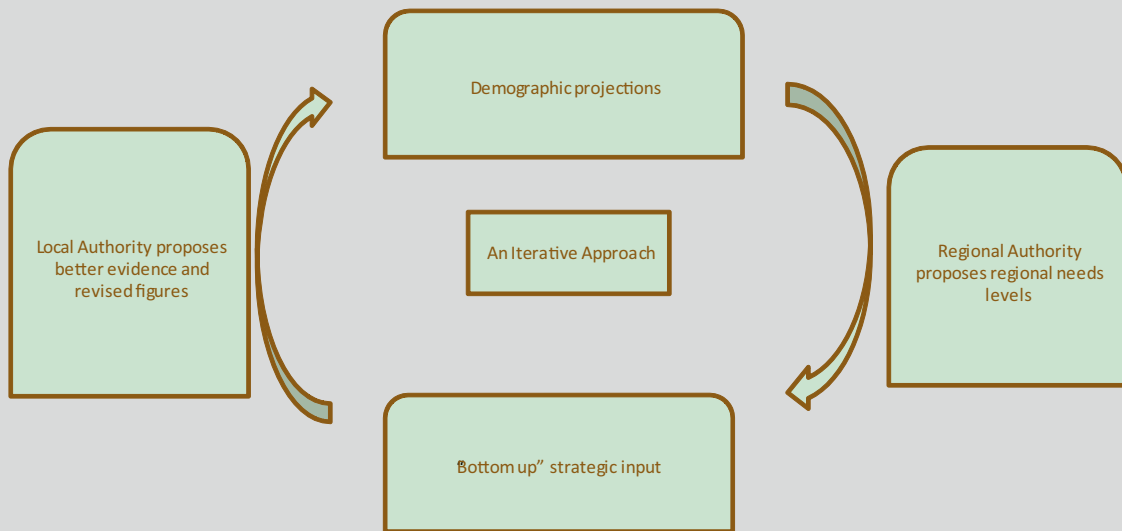 Demographic projections
Local Authority proposes
better evidence and
revised figures
An Iterative Approach
Regional Authority
proposes regional needs
levels
“Bottom up” strategic input